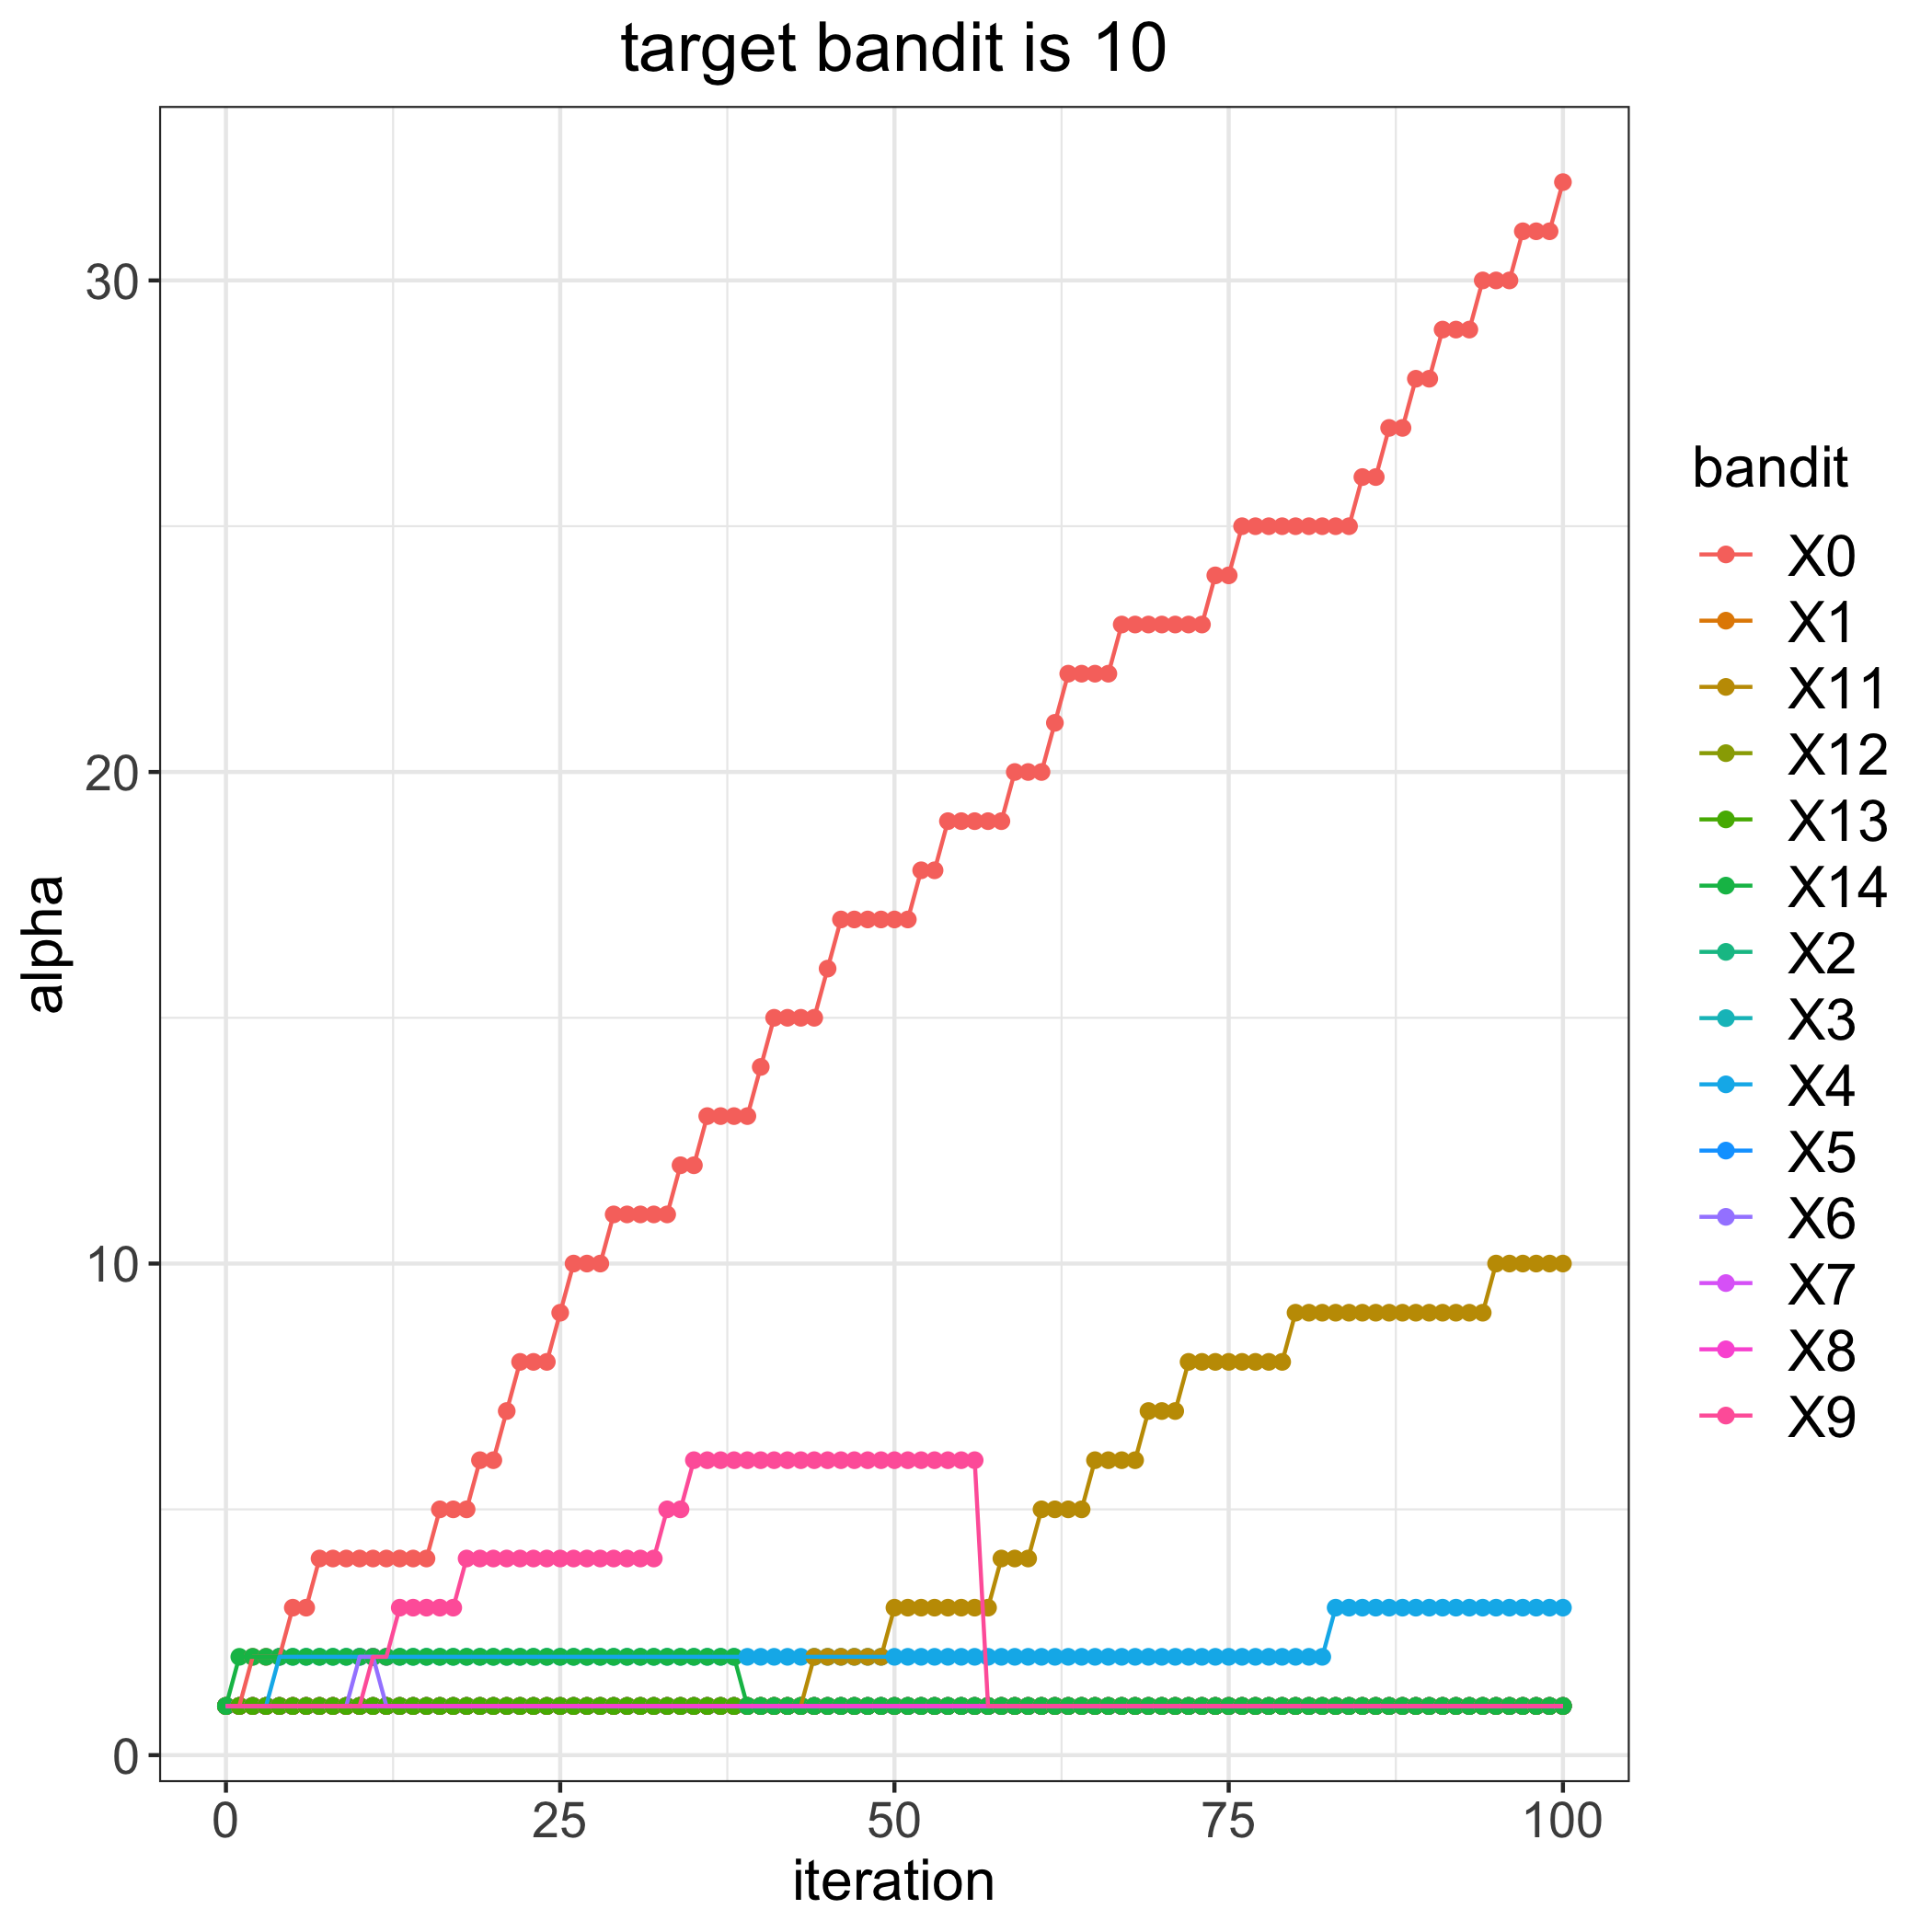 target bandit is 10
alpha
30
20
10
0
0 25 50 75 100
iteration
bandit
X0
X1
X11
X12
X13
X14
X2
X3
X4
X5
X6
X7
X8
X9